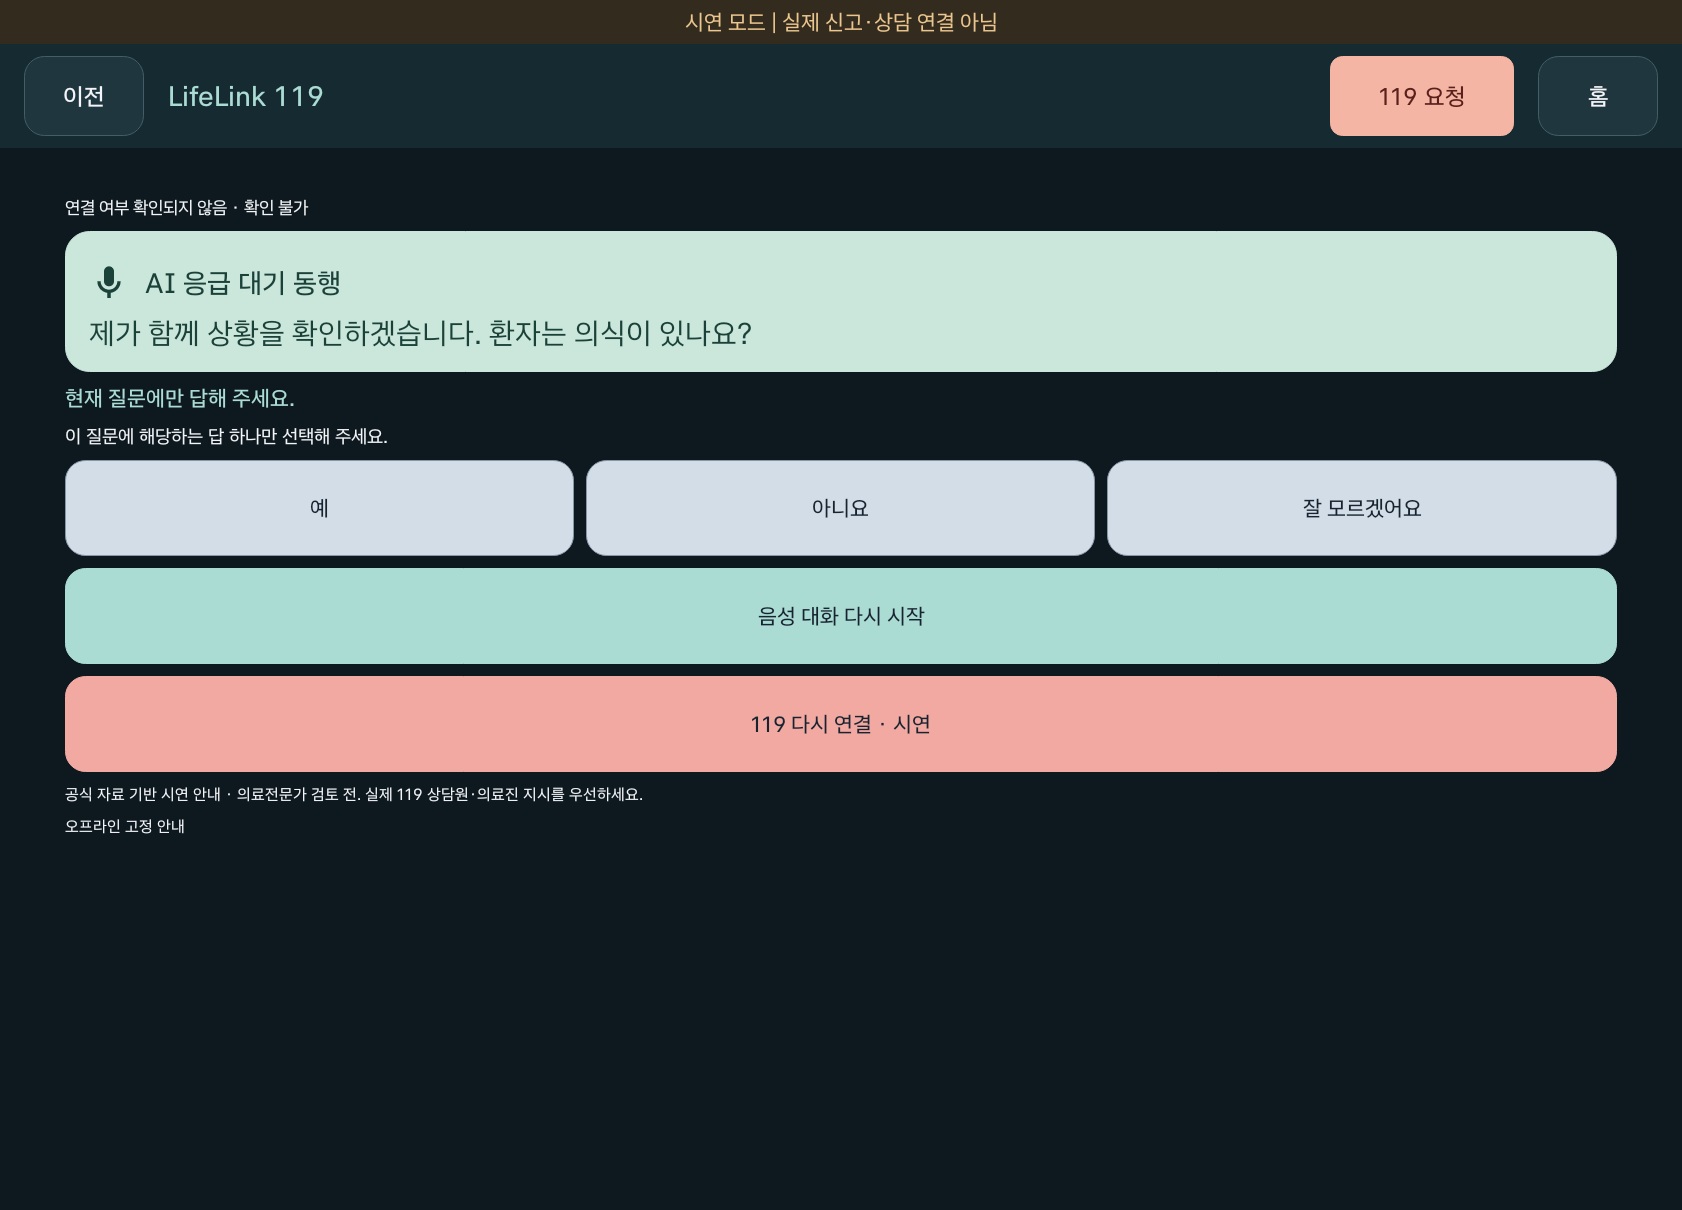 시연 모드 | 실제 신고·상담 연결 아님
이전
LifeLink 119
119 요청
홈
연결 여부 확인되지 않음 · 확인 불가
AI 응급 대기 동행
제가 함께 상황을 확인하겠습니다. 환자는 의식이 있나요?
현재 질문에만 답해 주세요.
이 질문에 해당하는 답 하나만 선택해 주세요.
예
아니요
잘 모르겠어요
음성 대화 다시 시작
119 다시 연결 · 시연
공식 자료 기반 시연 안내 · 의료전문가 검토 전. 실제 119 상담원·의료진 지시를 우선하세요.
오프라인 고정 안내